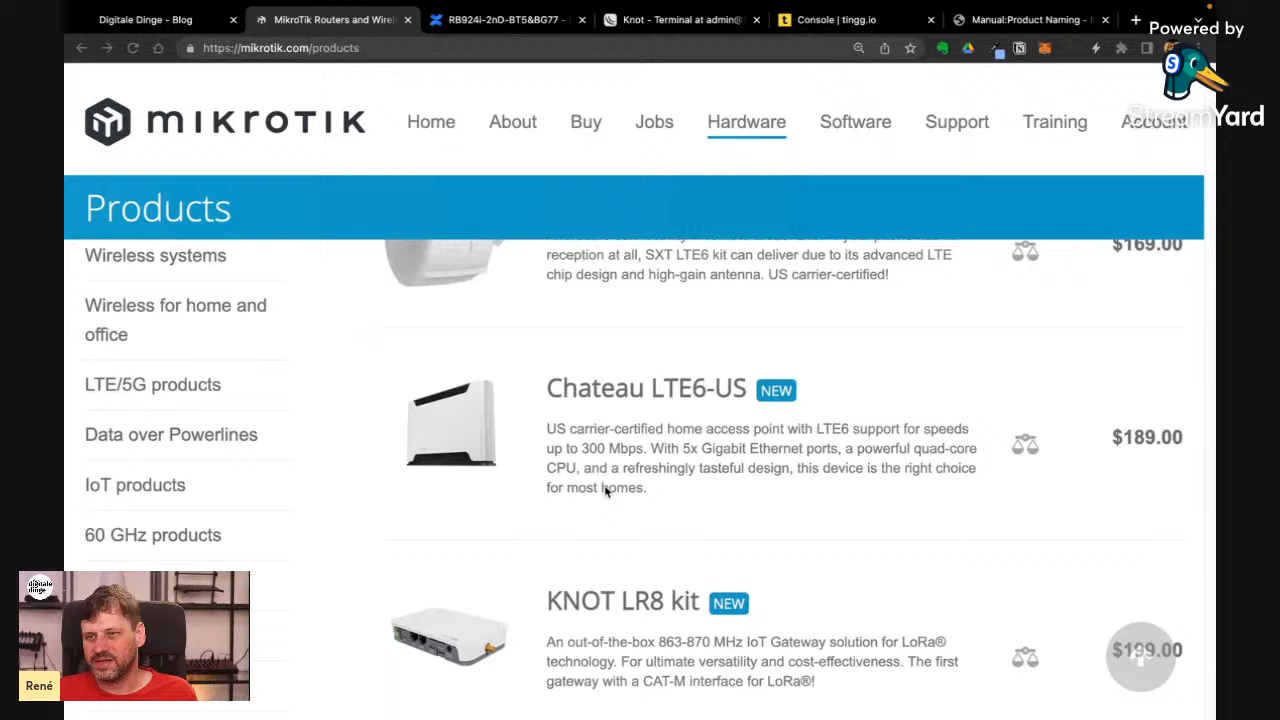 Digitale Dinge - Blog
MikroTik Routers and Wirel
RB924i-2nD-BT5&BG77 -
Knot - Terminal at admin@
Console | tingg.io
Manual:Product Naming -
Powered by
StreamYard
https://mikrotik.com/products
MIKROTIK
Home
About
Buy
Jobs
Hardware
Software
Support
Training
Account
Products
Wireless systems
Wireless for home and
office
LTE/5G products
Data over Powerlines
IoT products
60 GHz products
reception at all, SXT LTE6 kit can deliver due to its advanced LTE
chip design and high-gain antenna. US carrier-certified!
$169.00
Chateau LTE6-US NEW
US carrier-certified home access point with LTE6 support for speeds
up to 300 Mbps. With 5x Gigabit Ethernet ports, a powerful quad-core
CPU, and a refreshingly tasteful design, this device is the right choice
for most homes.
$189.00
KNOT LR8 kit NEW
An out-of-the-box 863-870 MHz IoT Gateway solution for LoRa®
technology. For ultimate versatility and cost-effectiveness. The first
gateway with a CAT-M interface for LoRa®!
$199.00
digitale
dinge
René